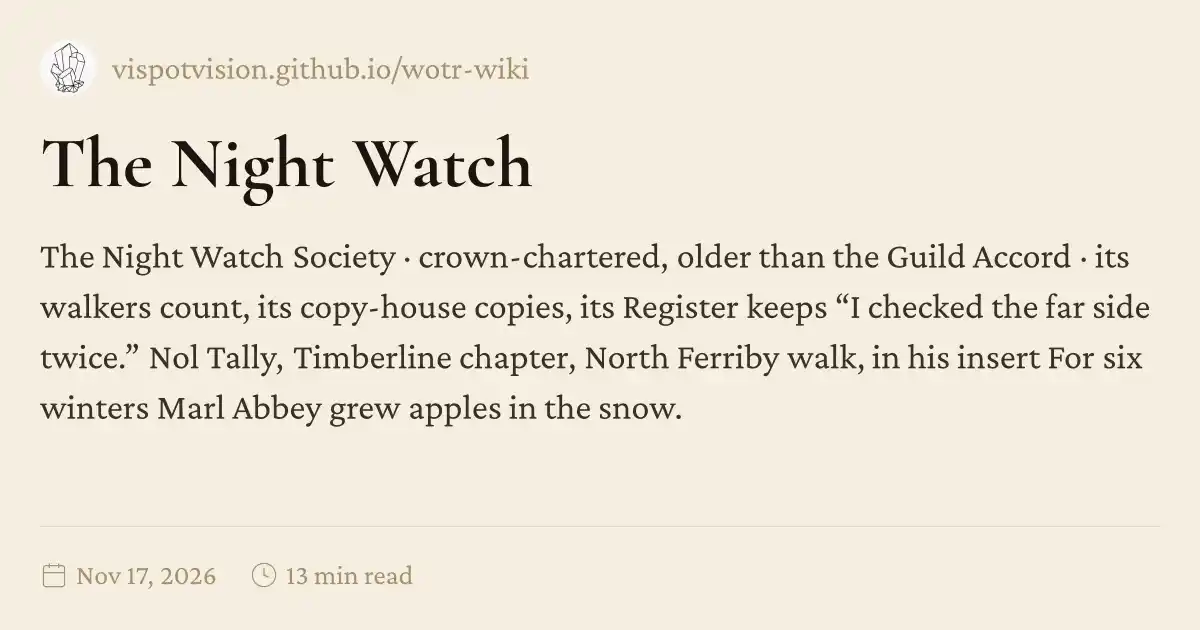 vispotvision.github.io/wotr-wiki
The Night Watch
The Night Watch Society · crown-chartered, older than the Guild Accord · its
walkers count, its copy-house copies, its Register keeps “I checked the far side
twice.” Nol Tally, Timberline chapter, North Ferriby walk, in his insert For six
winters Marl Abbey grew apples in the snow.
Nov 17, 2026
13 min read